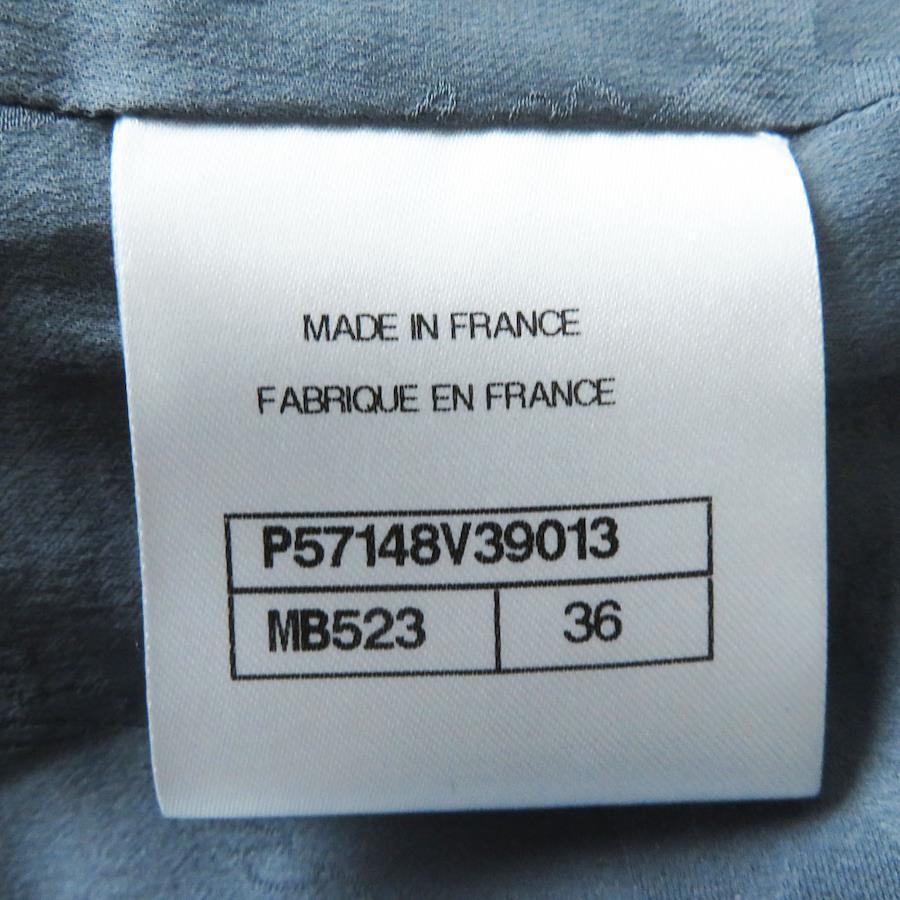 MADE IN FRANCE
FABRIQUE EN FRANCE
P57148V39013
MB523 36